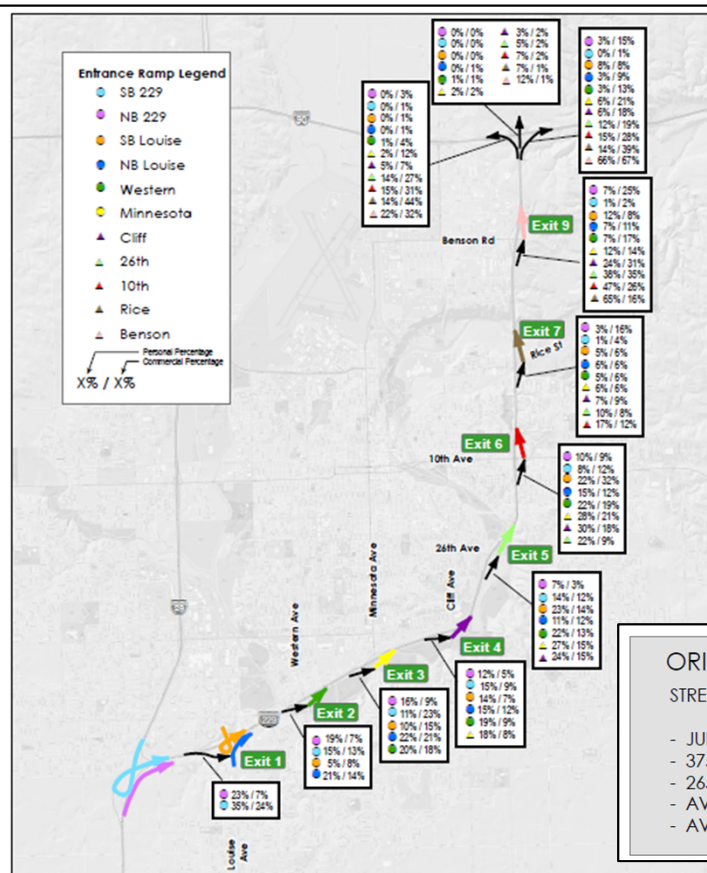 Entrance Ramp Legend
SB 229
NB 229
SB Louise
NB Louise
Western
Minnesota
Cliff
26th
10th
Rice
Benson
Personal Percentage
Commercial Percentage
X% / X%
0% / 0%
0% / 0%
0% / 0%
0% / 1%
1% / 1%
2% / 2%
3% / 2%
5% / 2%
7% / 2%
7% / 1%
12% / 1%
3% / 15%
0% / 1%
8% / 8%
3% / 9%
3% / 13%
6% / 21%
6% / 18%
12% / 19%
15% / 28%
14% / 39%
66% / 67%
0% / 3%
0% / 1%
0% / 1%
0% / 1%
1% / 4%
2% / 12%
5% / 7%
14% / 27%
15% / 31%
14% / 44%
22% / 32%
90
Exit 9
Benson Rd
7% / 25%
1% / 2%
12% / 8%
7% / 11%
7% / 17%
12% / 14%
24% / 31%
38% / 35%
47% / 26%
65% / 16%
Exit 7
Rice St
3% / 16%
1% / 4%
5% / 6%
6% / 6%
5% / 6%
6% / 6%
7% / 9%
10% / 8%
17% / 12%
Exit 6
10th Ave
10% / 9%
8% / 12%
22% / 32%
15% / 12%
22% / 19%
28% / 21%
30% / 18%
22% / 9%
26th Ave
Exit 5
7% / 3%
14% / 12%
23% / 14%
11% / 12%
22% / 13%
27% / 15%
24% / 15%
Minnesota Ave
Cliff Ave
Western Ave
Exit 4
12% / 5%
15% / 9%
14% / 7%
15% / 12%
19% / 9%
18% / 8%
Exit 3
16% / 9%
11% / 23%
10% / 15%
22% / 21%
20% / 18%
Exit 2
229
19% / 7%
15% / 13%
5% / 8%
21% / 14%
Exit 1
23% / 7%
35% / 24%
Louise
Ave
ORI
STRE
- JU
- 37
- 26
- AV
- AV